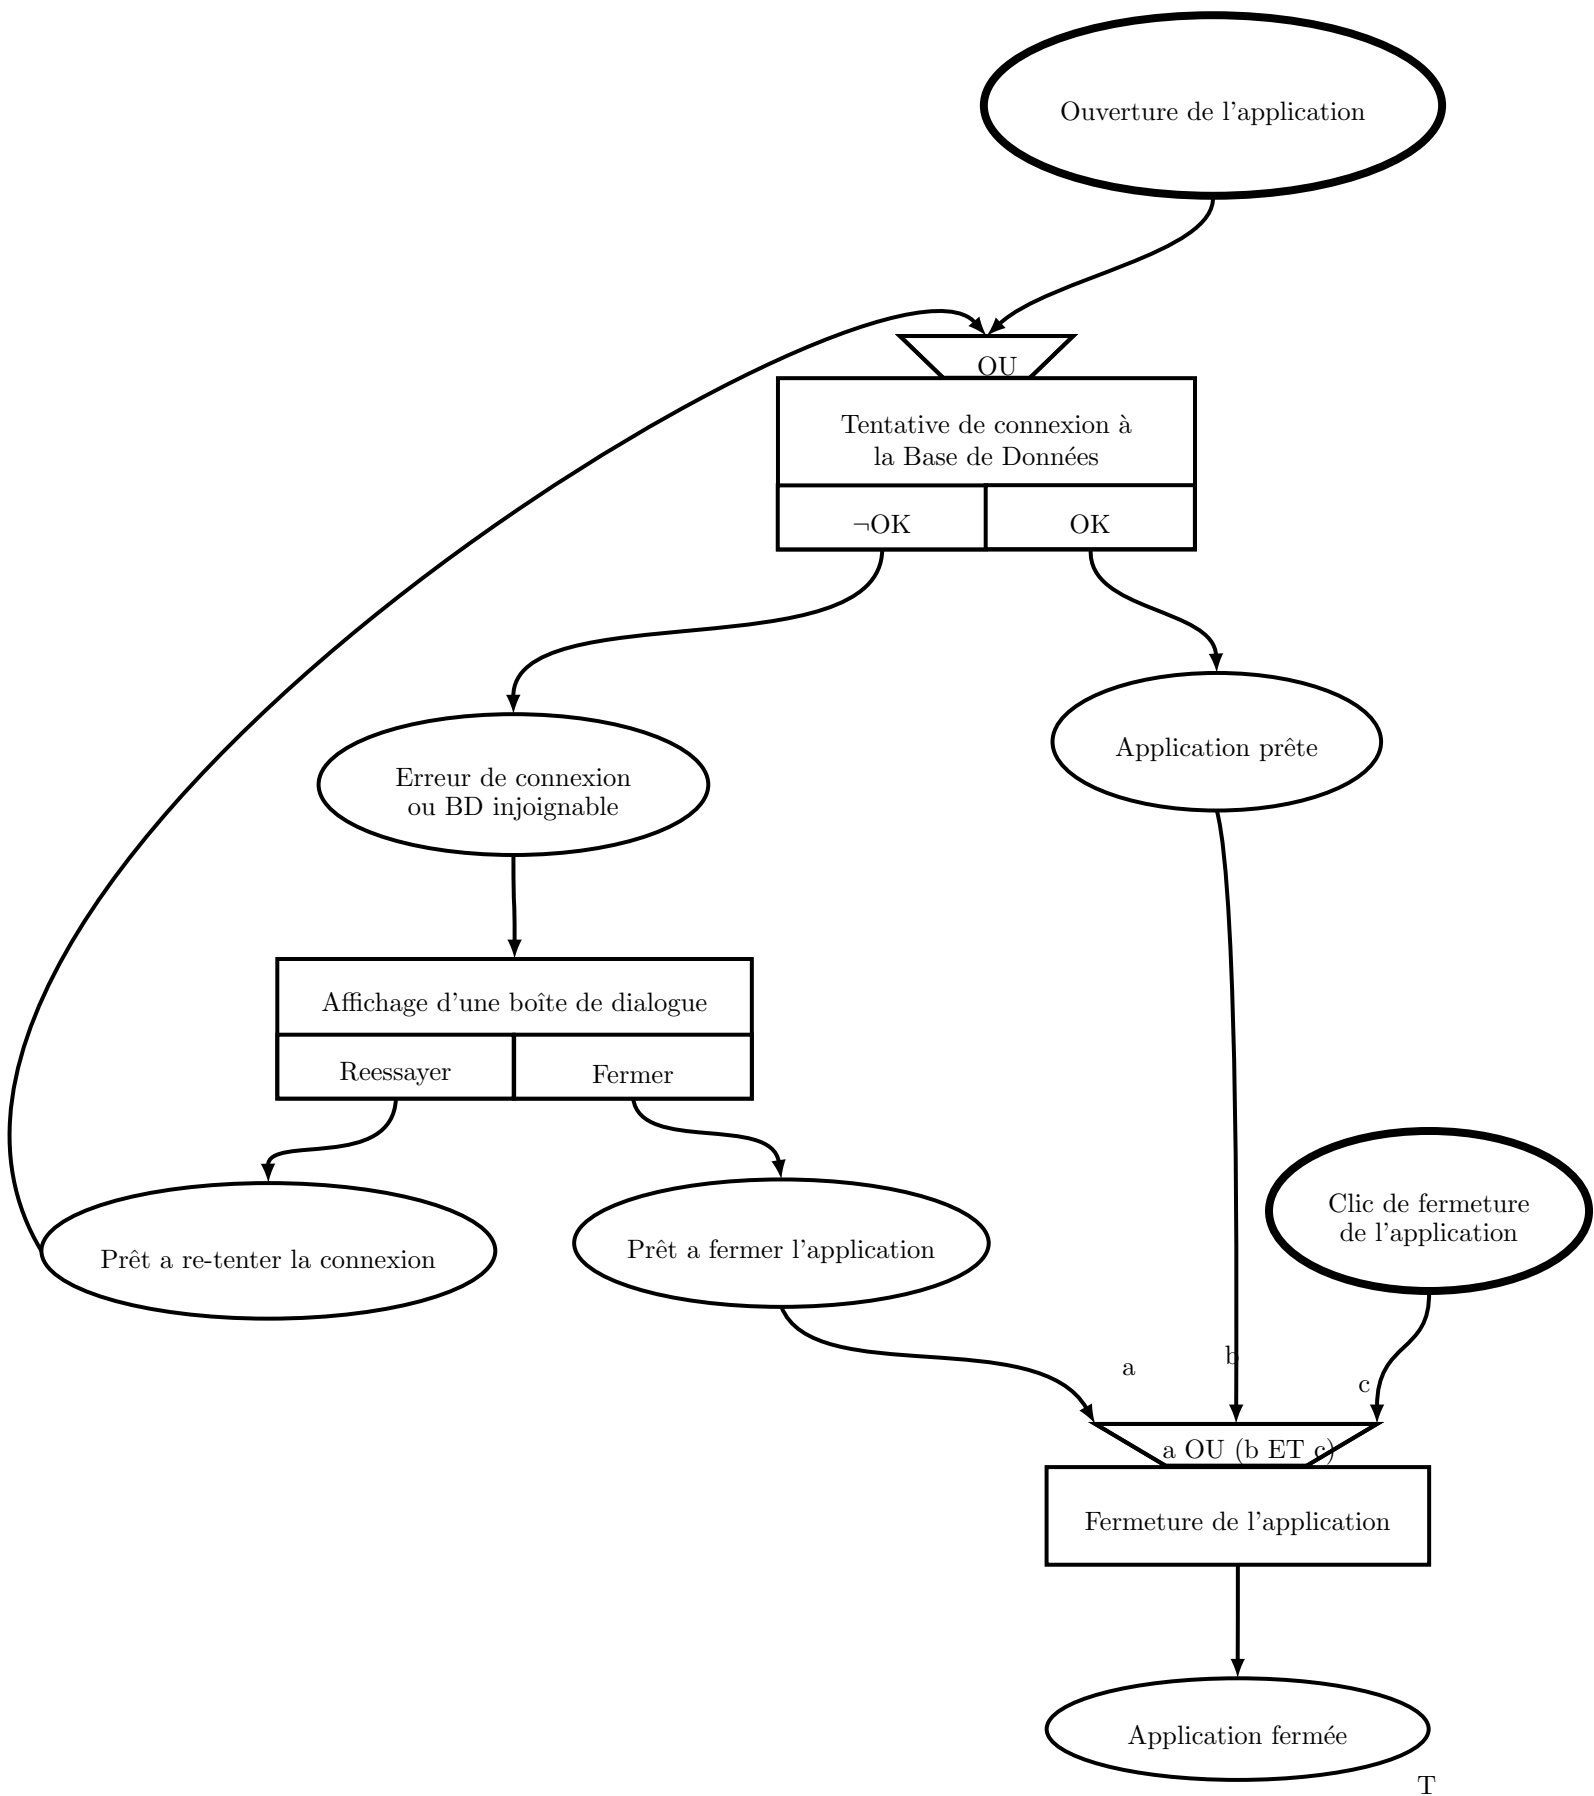 Ouverture de l'application
OU
Tentative de connexion à
la Base de Données
¬OK
OK
Erreur de connexion
ou BD injoignable
Application prête
Affichage d'une boîte de dialogue
Reessayer
Fermer
Prêt a re-tenter la connexion
Prêt a fermer l'application
Clic de fermeture
de l'application
a
b
c
a OU (b ET c)
Fermeture de l'application
Application fermée
T